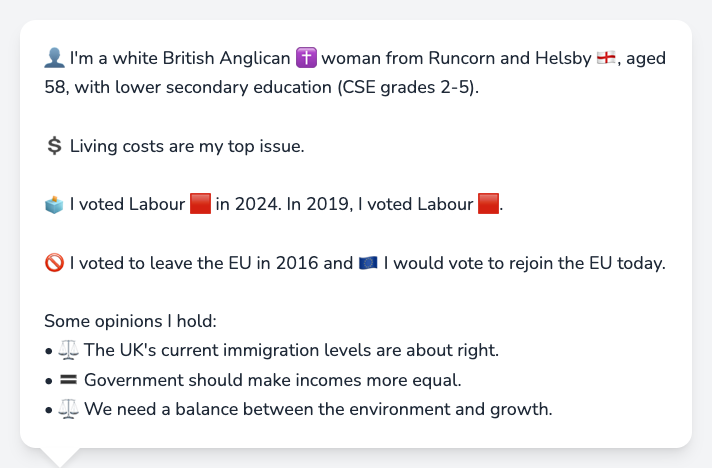 👤 I'm a white British Anglican ✝️ woman from Runcorn and Helsby 🏴󠁧󠁢󠁥󠁮󠁧󠁿, aged
58, with lower secondary education (CSE grades 2-5).
💲 Living costs are my top issue.
🗳️ I voted Labour 🟥 in 2024. In 2019, I voted Labour 🟥.
🚫 I voted to leave the EU in 2016 and 🇪🇺 I would vote to rejoin the EU today.
Some opinions I hold:
• ⚖️ The UK's current immigration levels are about right.
• 🟰 Government should make incomes more equal.
• ⚖️ We need a balance between the environment and growth.